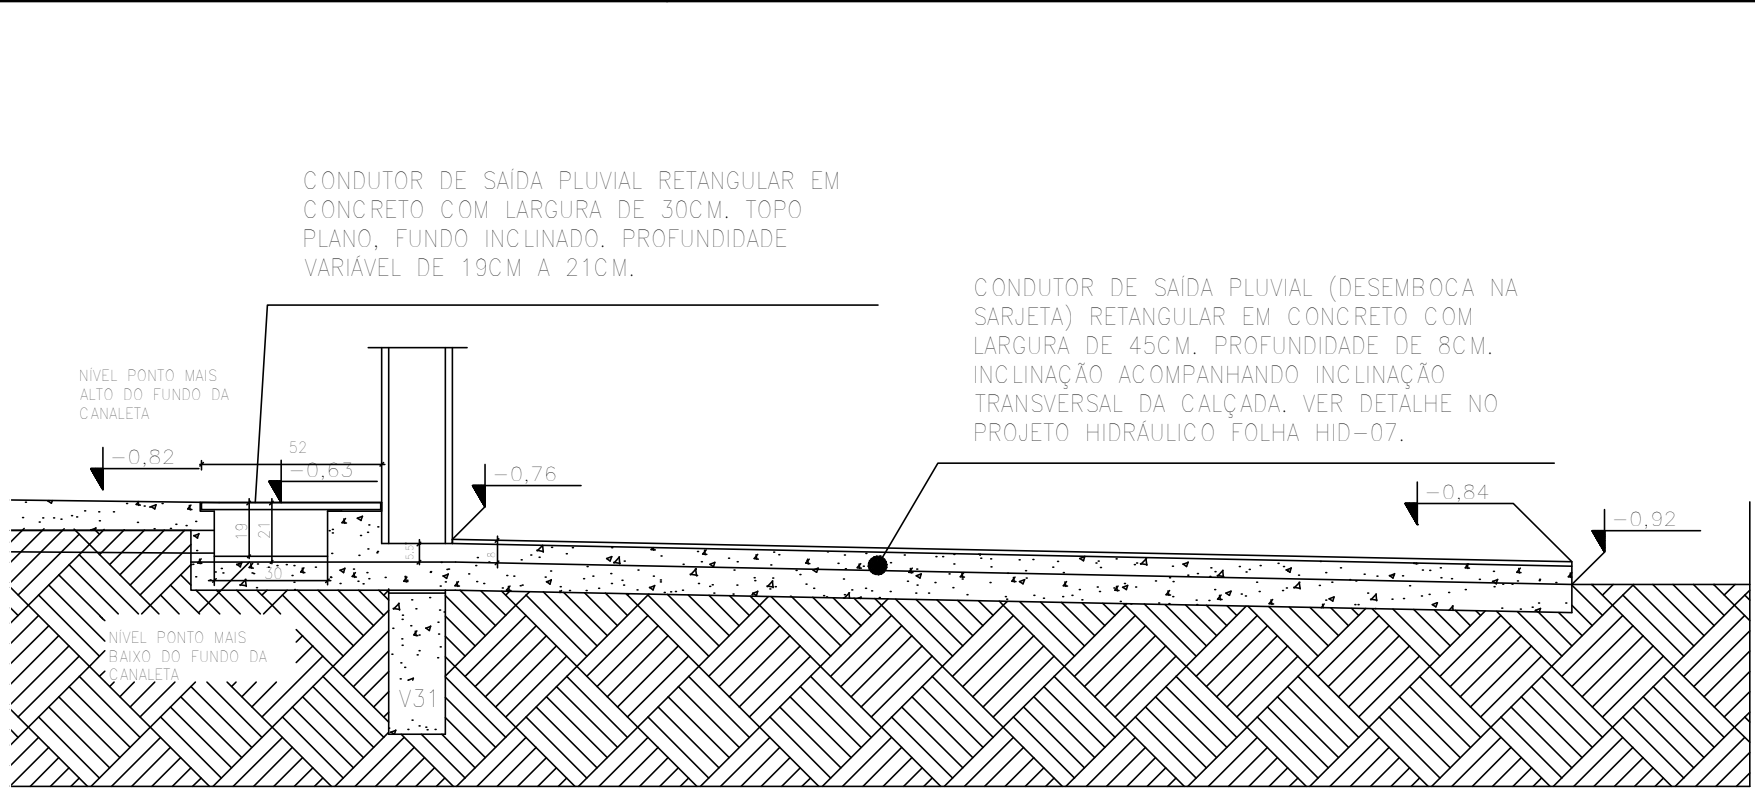 CONDUTOR DE SAÍDA PLUVIAL RETANGULAR EM
CONCRETO COM LARGURA DE 30CM. TOPO
PLANO, FUNDO INCLINADO. PROFUNDIDADE
VARIÁVEL DE 19CM A 21CM.
CONDUTOR DE SAÍDA PLUVIAL (DESEMBOCA NA
SARJETA) RETANGULAR EM CONCRETO COM
LARGURA DE 45CM. PROFUNDIDADE DE 8CM.
INCLINAÇÃO ACOMPANHANDO INCLINAÇÃO
TRANSVERSAL DA CALÇADA. VER DETALHE NO
PROJETO HIDRÁULICO FOLHA HID-07.
NÍVEL PONTO MAIS
ALTO DO FUNDO DA
CANALETA
-0,82
52
-0,63
-0,76
-0,84
-0,92
19
21
30
5,5
8
NÍVEL PONTO MAIS
BAIXO DO FUNDO DA
CANALETA
V31